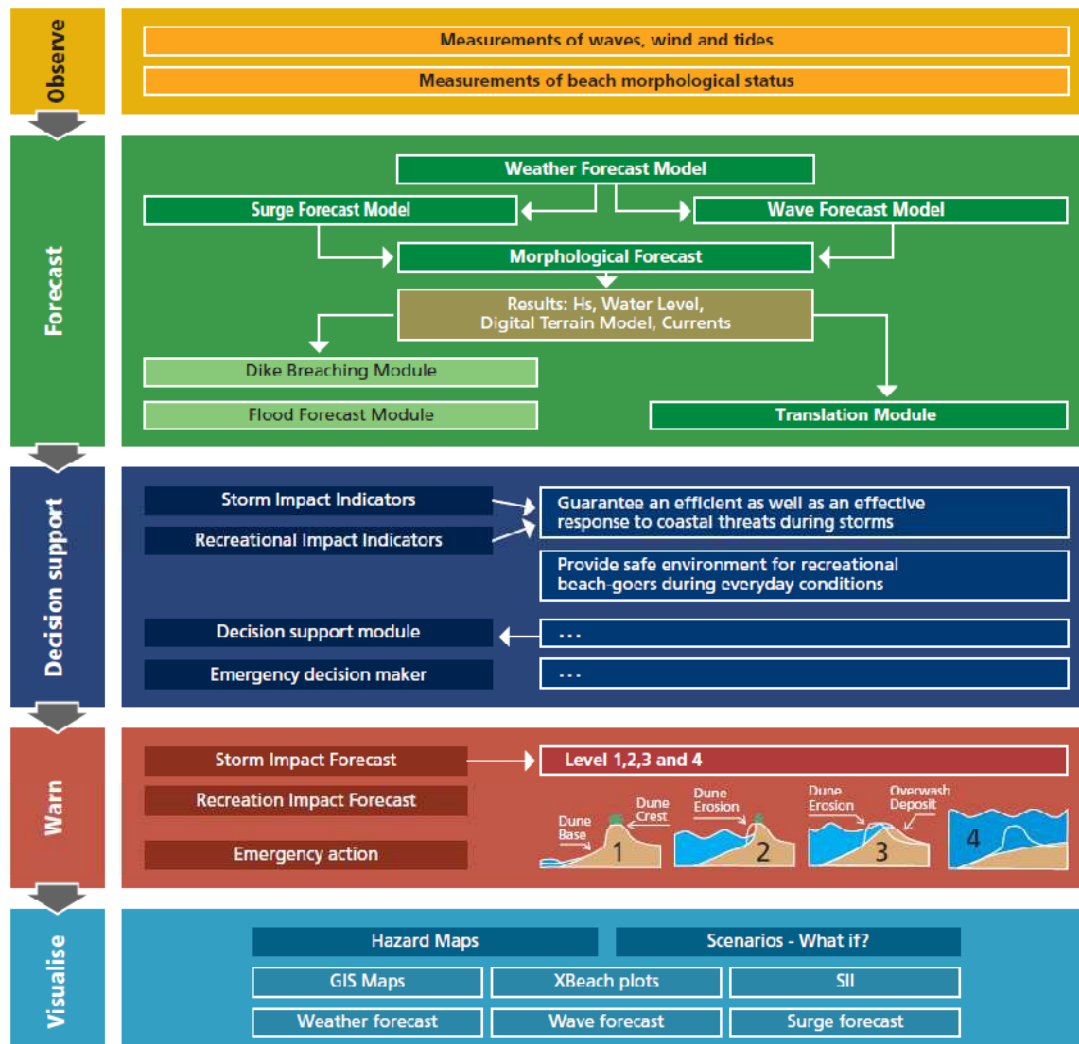 Observe
Measurements of waves, wind and tides
Measurements of beach morphological status
Forecast
Weather Forecast Model
Surge Forecast Model
Wave Forecast Model
Morphological Forecast
Results: Hs, Water Level,
Digital Terrain Model, Currents
Dike Breaching Module
Flood Forecast Module
Translation Module
Decision support
Storm Impact Indicators
Recreational Impact Indicators
Guarantee an efficient as well as an effective
response to coastal threats during storms
Provide safe environment for recreational
beach-goers during everyday conditions
Decision support module
...
Emergency decision maker
...
Warn
Storm Impact Forecast
Level 1,2,3 and 4
Recreation Impact Forecast
Emergency action
Dune
Base
Dune
Crest
1
Dune
Erosion
2
Dune
Erosion
Overwash
Deposit
3
4
Visualise
Hazard Maps
Scenarios - What if?
GIS Maps
XBeach plots
SII
Weather forecast
Wave forecast
Surge forecast